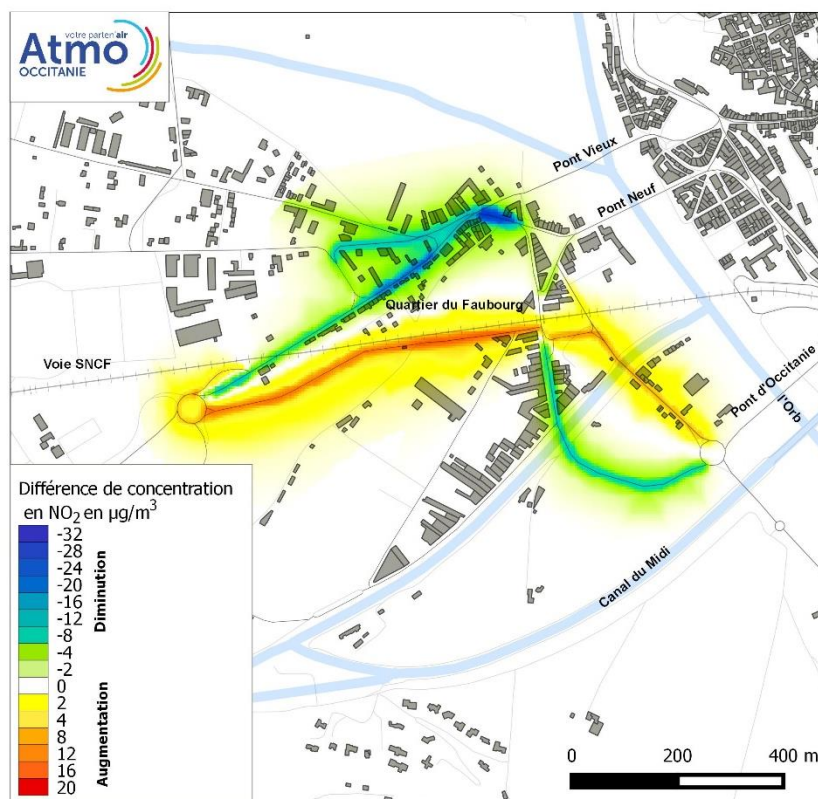 votre parten'air
Atmo
OCCITANIE
Pont Vieux
Pont Neuf
Quartier du Faubourg
Voie SNCF
Pont d'Occitanie
l'Orb
Canal du Midi
Différence de concentration
en NO₂ en µg/m³
-32
-28
-24
-20
-16
-12
-8
-4
-2
0
2
4
8
12
16
20
Diminution
Augmentation
0 200 400 m